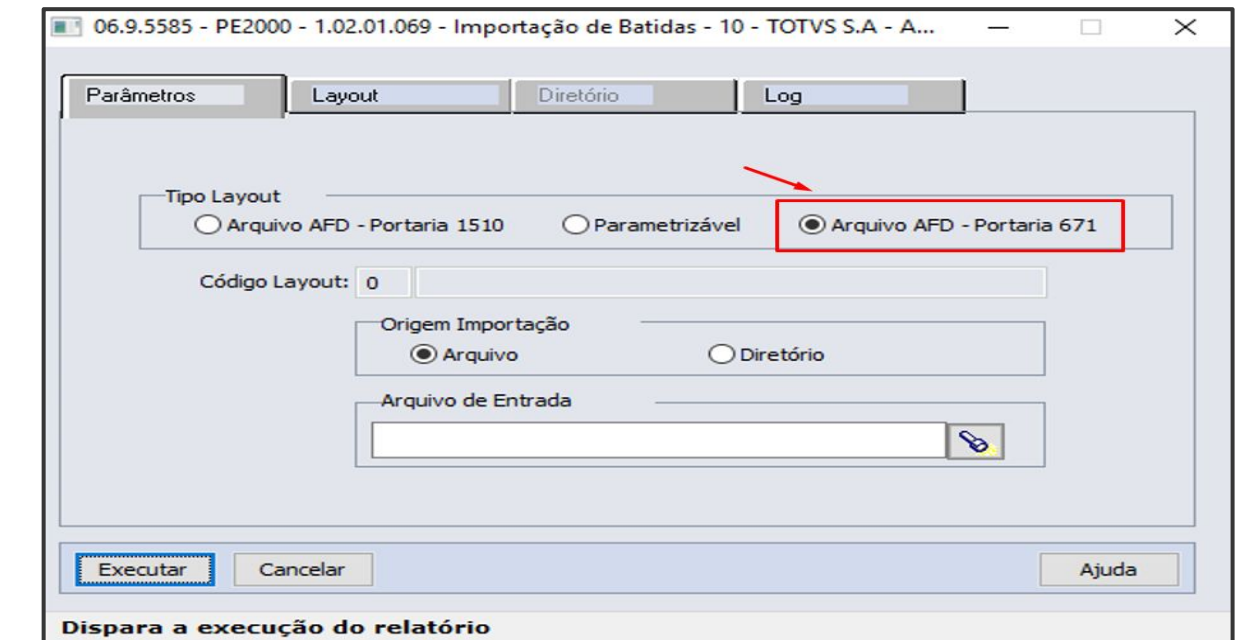 06.9.5585 - PE2000 - 1.02.01.069 - Importação de Batidas - 10 - TOTVS S.A - A...
Parâmetros Layout Diretório Log
Tipo Layout
Arquivo AFD - Portaria 1510 Parametrizável Arquivo AFD - Portaria 671
Código Layout: 0
Origem Importação
Arquivo Diretório
Arquivo de Entrada
Executar Cancelar Ajuda
Dispara a execução do relatório